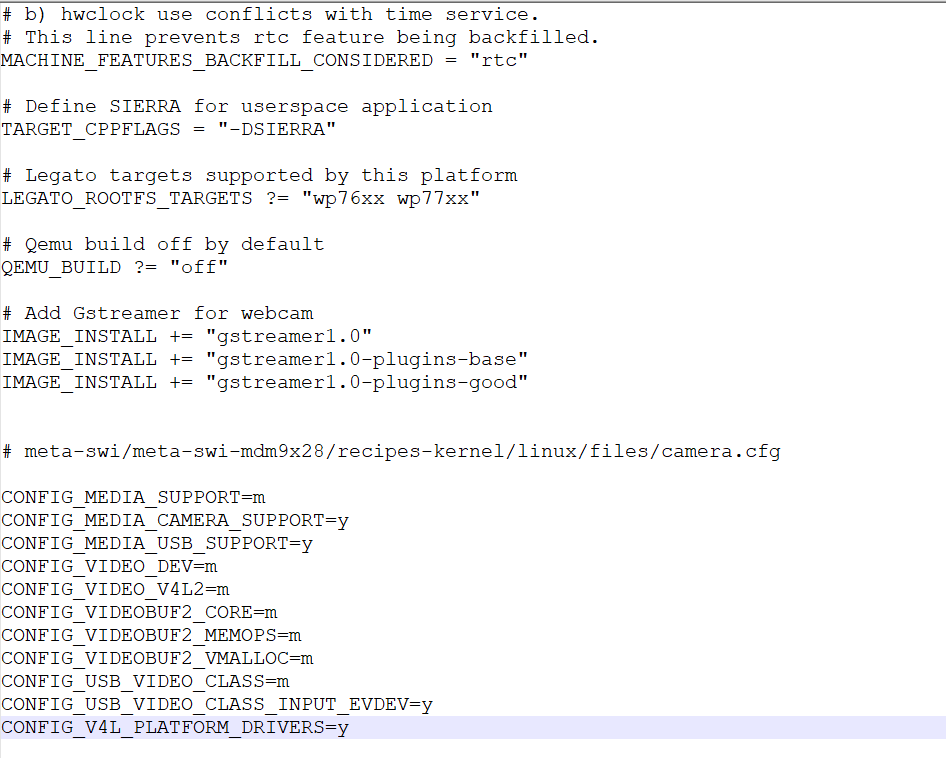 # b) hwclock use conflicts with time service.
# This line prevents rtc feature being backfilled.
MACHINE_FEATURES_BACKFILL_CONSIDERED = "rtc"
# Define SIERRA for userspace application
TARGET_CPPFLAGS = "-DSIERRA"
# Legato targets supported by this platform
LEGATO_ROOTFS_TARGETS ?= "wp76xx wp77xx"
# Qemu build off by default
QEMU_BUILD ?= "off"
# Add Gstreamer for webcam
IMAGE_INSTALL += "gstreamer1.0"
IMAGE_INSTALL += "gstreamer1.0-plugins-base"
IMAGE_INSTALL += "gstreamer1.0-plugins-good"
# meta-swi/meta-swi-mdm9x28/recipes-kernel/linux/files/camera.cfg
CONFIG_MEDIA_SUPPORT=m
CONFIG_MEDIA_CAMERA_SUPPORT=y
CONFIG_MEDIA_USB_SUPPORT=y
CONFIG_VIDEO_DEV=m
CONFIG_VIDEO_V4L2=m
CONFIG_VIDEOBUF2_CORE=m
CONFIG_VIDEOBUF2_MEMOPS=m
CONFIG_VIDEOBUF2_VMALLOC=m
CONFIG_USB_VIDEO_CLASS=m
CONFIG_USB_VIDEO_CLASS_INPUT_EVDEV=y
CONFIG_V4L_PLATFORM_DRIVERS=y